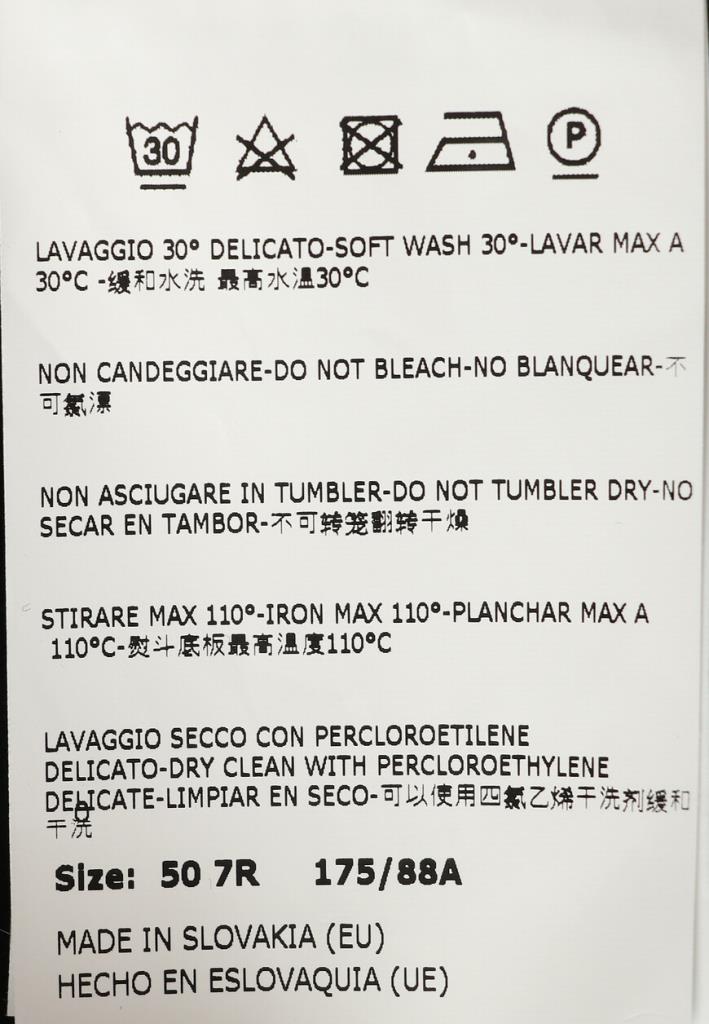 30 P
LAVAGGIO 30° DELICATO-SOFT WASH 30°-LAVAR MAX A
30°C -缓和水洗 最高水温30°C
NON CANDEGGIARE-DO NOT BLEACH-NO BLANQUEAR-不
可氯漂
NON ASCIUGARE IN TUMBLER-DO NOT TUMBLER DRY-NO
SECAR EN TAMBOR-不可转笼翻转干燥
STIRARE MAX 110°-IRON MAX 110°-PLANCHAR MAX A
110°C-熨斗底板最高温度110°C
LAVAGGIO SECCO CON PERCLOROETILENE
DELICATO-DRY CLEAN WITH PERCLOROETHYLENE
DELICATE-LIMPIAR EN SECO-可以使用四氯乙烯干洗剂缓和
干洗
Size: 50 7R 175/88A
MADE IN SLOVAKIA (EU)
HECHO EN ESLOVAQUIA (UE)